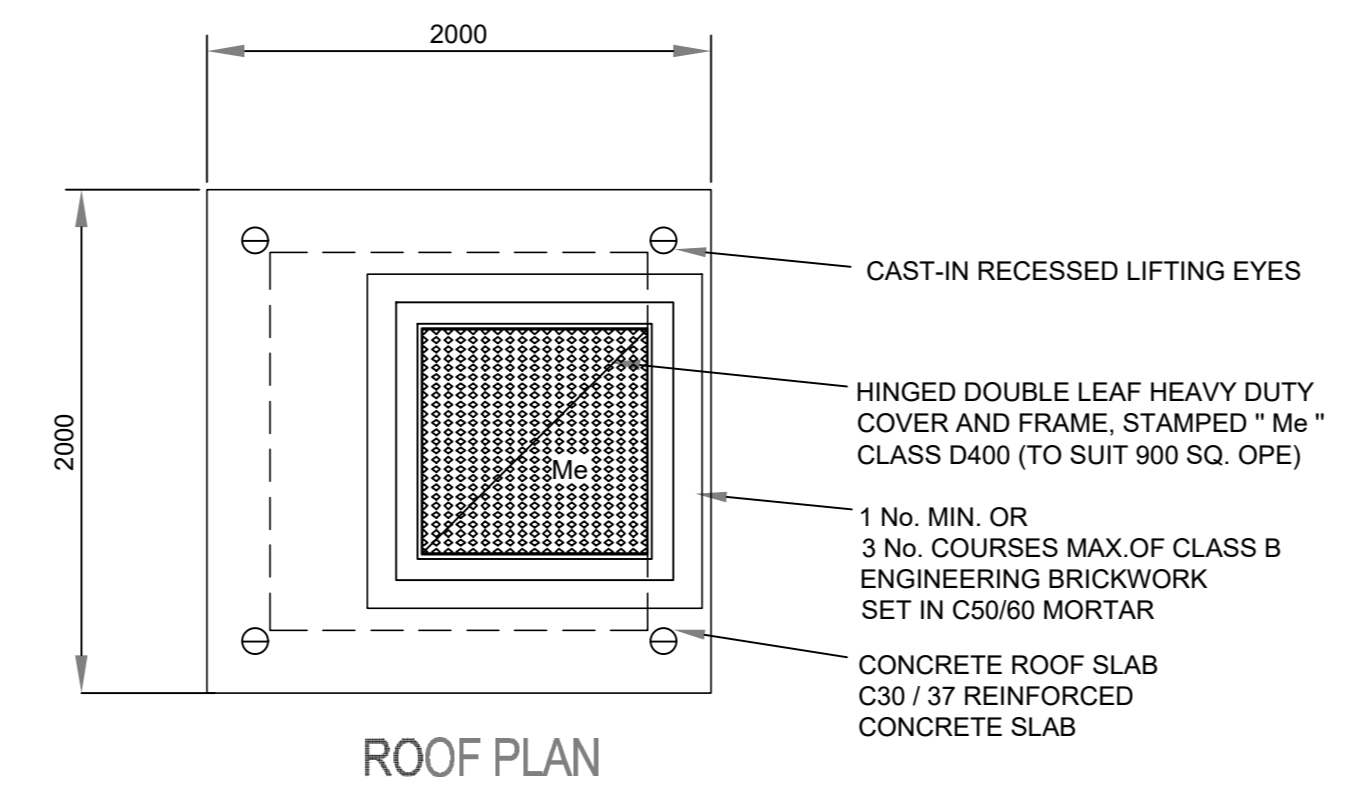 2000
2000
CAST-IN RECESSED LIFTING EYES
HINGED DOUBLE LEAF HEAVY DUTY
COVER AND FRAME, STAMPED " Me "
CLASS D400 (TO SUIT 900 SQ. OPE)
Me
1 No. MIN. OR
3 No. COURSES MAX.OF CLASS B
ENGINEERING BRICKWORK
SET IN C50/60 MORTAR
CONCRETE ROOF SLAB
C30 / 37 REINFORCED
CONCRETE SLAB
ROOF PLAN